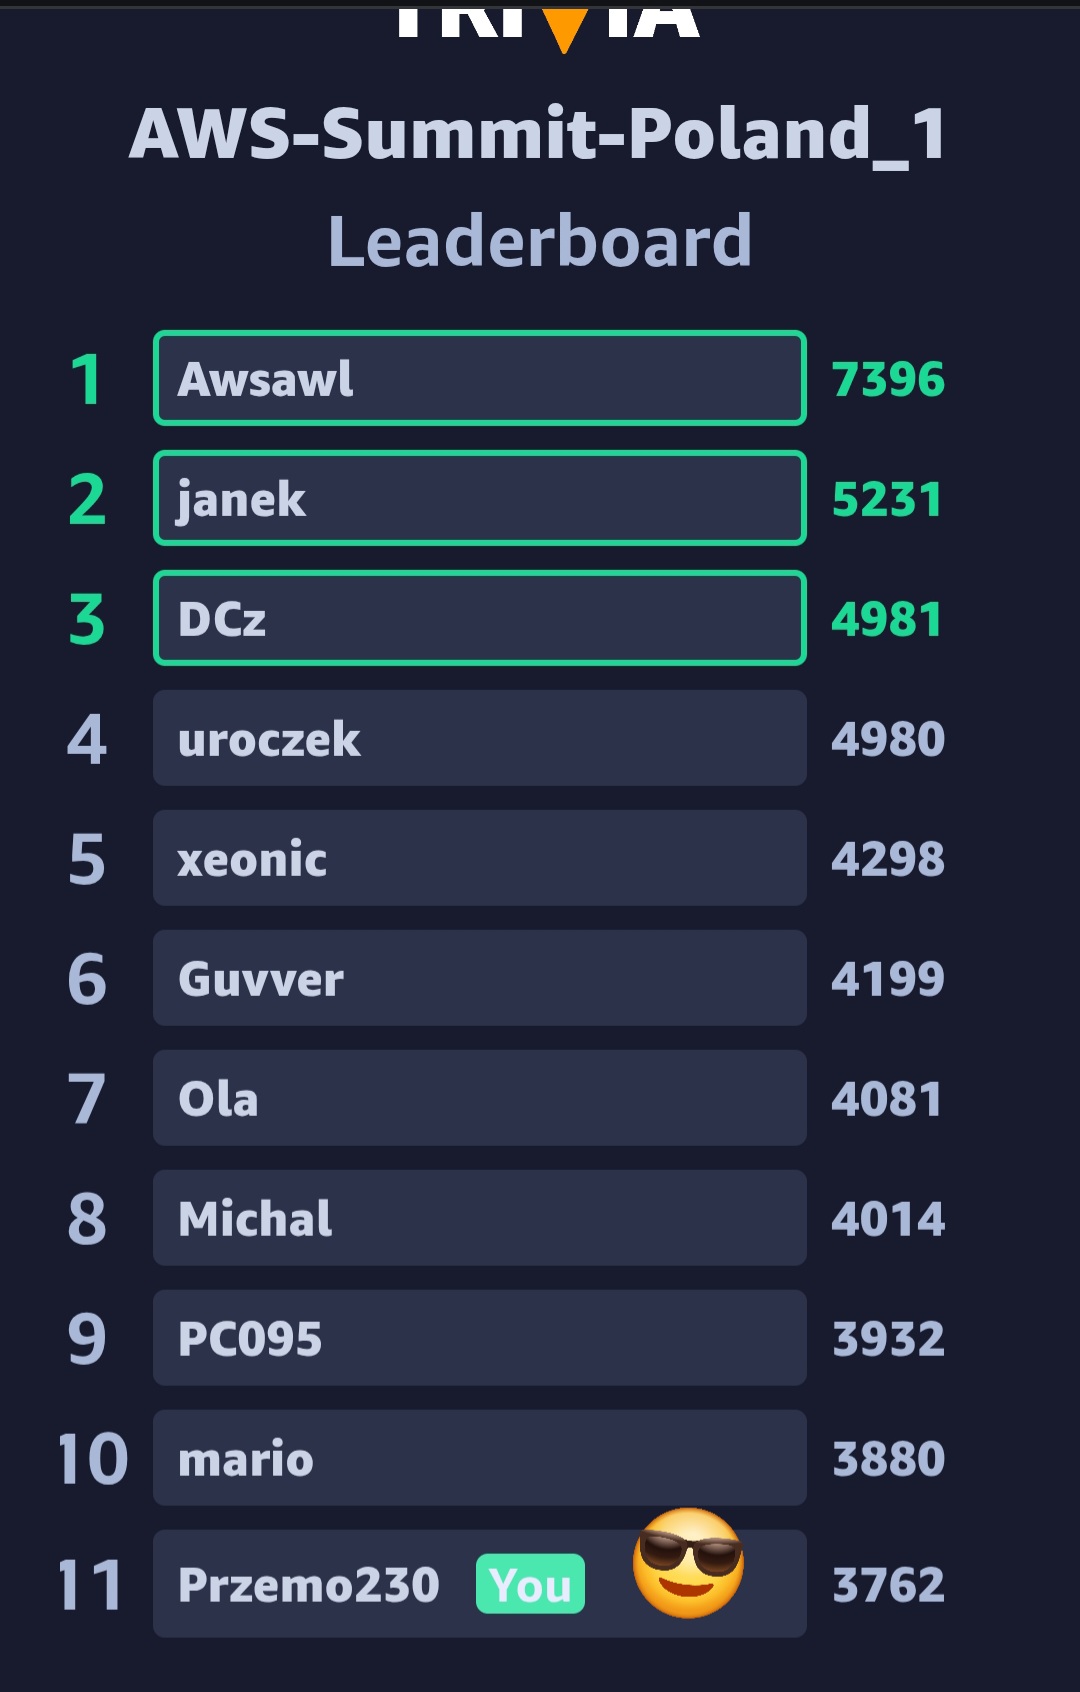 TRIVIA
AWS-Summit-Poland_1
Leaderboard
1 Awsawl 7396
2 janek 5231
3 DCz 4981
4 uroczek 4980
5 xeonic 4298
6 Guvver 4199
7 Ola 4081
8 Michal 4014
9 PC095 3932
10 mario 3880
11 Przemo230 You 3762